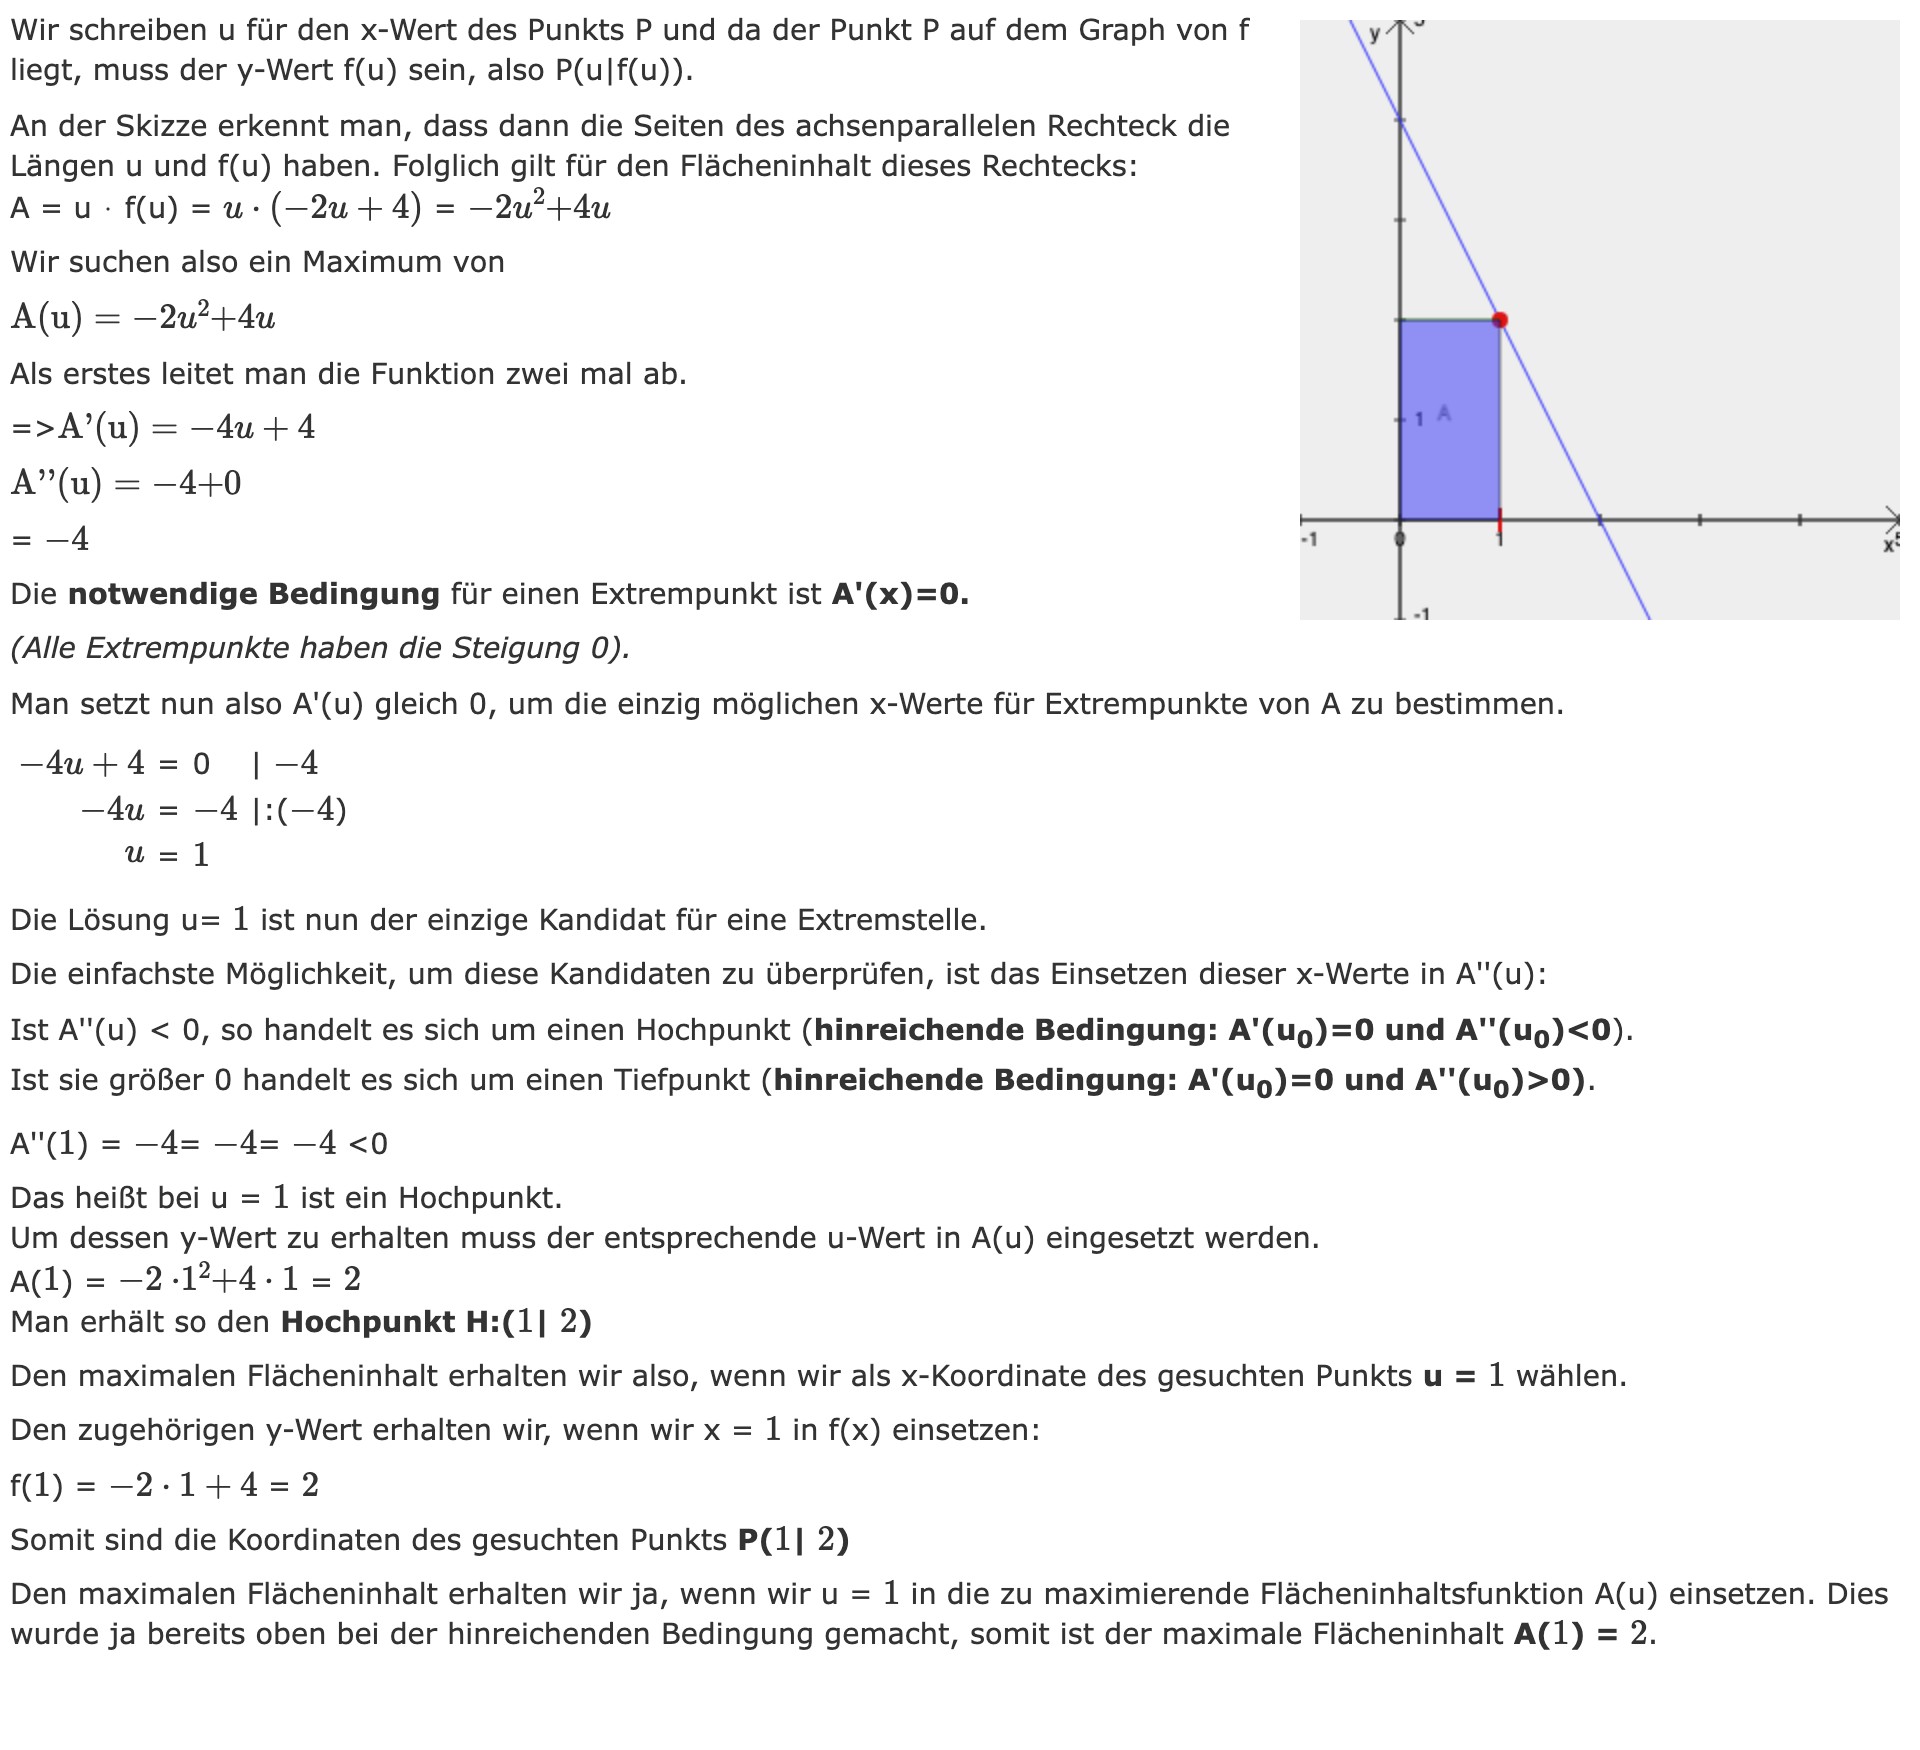 Wir schreiben u für den x-Wert des Punkts P und da der Punkt P auf dem Graph von f
liegt, muss der y-Wert f(u) sein, also P(u|f(u)).
An der Skizze erkennt man, dass dann die Seiten des achsenparallelen Rechteck die
Längen u und f(u) haben. Folglich gilt für den Flächeninhalt dieses Rechtecks:
A = u · f(u) = u · (−2u + 4) = −2u²+4u
Wir suchen also ein Maximum von
A(u) = −2u²+4u
Als erstes leitet man die Funktion zwei mal ab.
=>A’(u) = −4u + 4
A’’(u) = −4+0
= −4
Die notwendige Bedingung für einen Extrempunkt ist A'(x)=0.
(Alle Extrempunkte haben die Steigung 0).
Man setzt nun also A'(u) gleich 0, um die einzig möglichen x-Werte für Extrempunkte von A zu bestimmen.
−4u + 4 = 0 | −4
−4u = −4 |:(−4)
u = 1
Die Lösung u= 1 ist nun der einzige Kandidat für eine Extremstelle.
Die einfachste Möglichkeit, um diese Kandidaten zu überprüfen, ist das Einsetzen dieser x-Werte in A''(u):
Ist A''(u) < 0, so handelt es sich um einen Hochpunkt (hinreichende Bedingung: A'(u₀)=0 und A''(u₀)<0).
Ist sie größer 0 handelt es sich um einen Tiefpunkt (hinreichende Bedingung: A'(u₀)=0 und A''(u₀)>0).
A''(1) = −4= −4= −4 <0
Das heißt bei u = 1 ist ein Hochpunkt.
Um dessen y-Wert zu erhalten muss der entsprechende u-Wert in A(u) eingesetzt werden.
A(1) = −2 ·1²+4 · 1 = 2
Man erhält so den Hochpunkt H:(1| 2)
Den maximalen Flächeninhalt erhalten wir also, wenn wir als x-Koordinate des gesuchten Punkts u = 1 wählen.
Den zugehörigen y-Wert erhalten wir, wenn wir x = 1 in f(x) einsetzen:
f(1) = −2 · 1 + 4 = 2
Somit sind die Koordinaten des gesuchten Punkts P(1| 2)
Den maximalen Flächeninhalt erhalten wir ja, wenn wir u = 1 in die zu maximierende Flächeninhaltsfunktion A(u) einsetzen. Dies
wurde ja bereits oben bei der hinreichenden Bedingung gemacht, somit ist der maximale Flächeninhalt A(1) = 2.
y
1 A
-1 0 1
x
-1